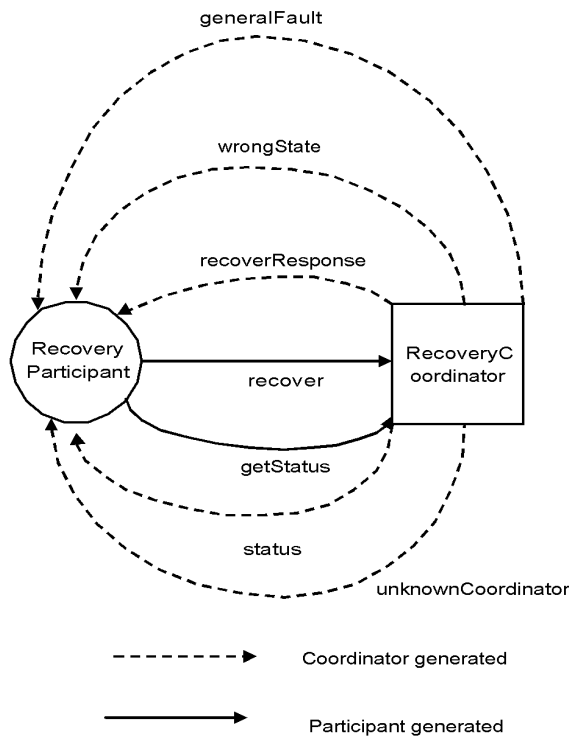 generalFault
wrongState
recoverResponse
Recovery
Participant
RecoveryC
oordinator
recover
getStatus
status
unknownCoordinator
Coordinator generated
Participant generated